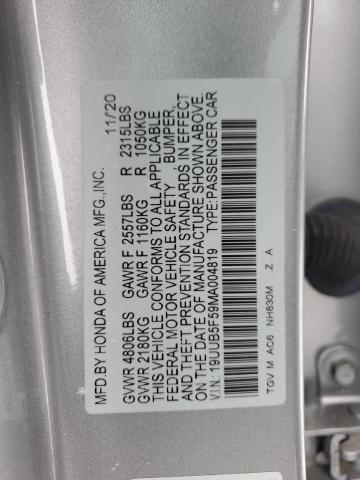 MFD.BY HONDA OF AMERICA MFG.,INC. 11/20
GVWR 4806LBS GAWR F 2557LBS R 2315LBS
GVWR 2180KG GAWR F 1160KG R 1050KG
THIS VEHICLE CONFORMS TO ALL APPLICABLE
FEDERAL MOTOR VEHICLE SAFETY , BUMPER,
AND THEFT PREVENTION STANDARDS IN EFFECT
ON THE DATE OF MANUFACTURE SHOWN ABOVE.
V.I.N.: 19UUB5F59MA004819 TYPE:PASSENGER CAR
TGV M AC6 NH830M Z .A